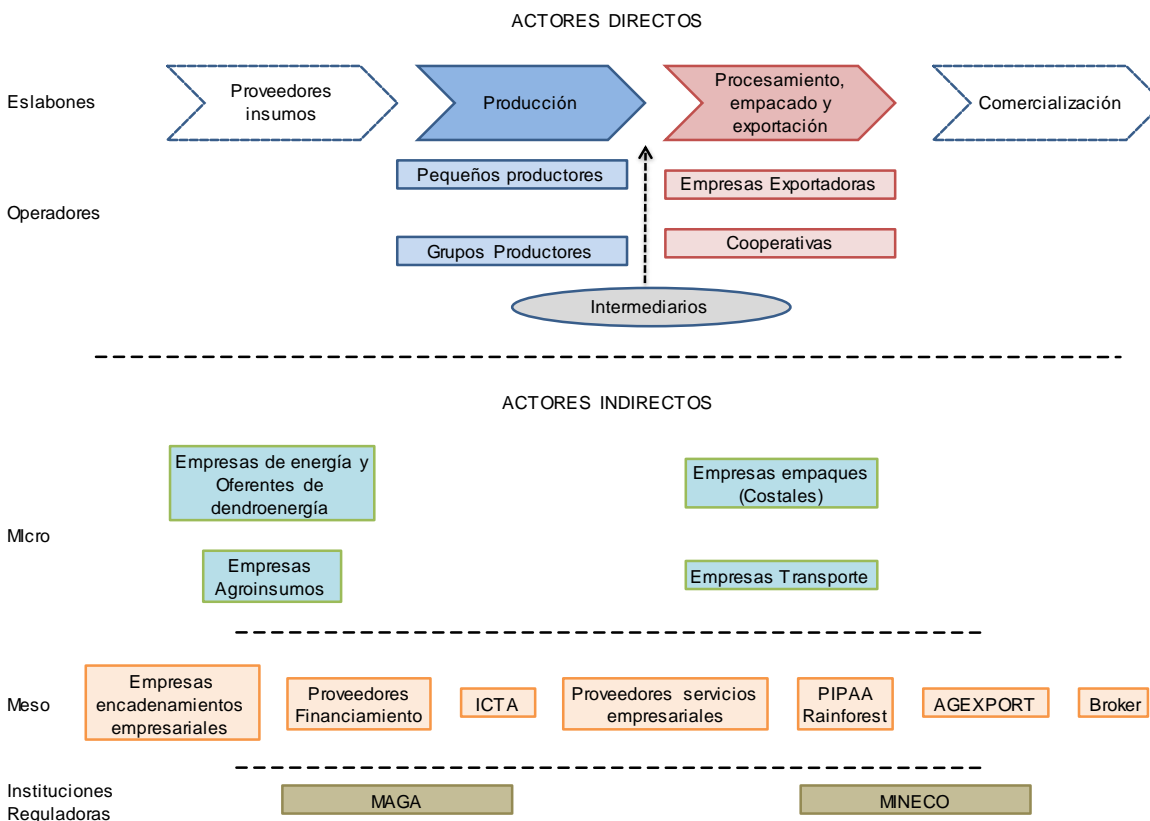 ACTORES DIRECTOS
Eslabones
Proveedores
insumos
Producción
Procesamiento,
empacado y
exportación
Comercialización
Operadores
Pequeños productores
Empresas Exportadoras
Grupos Productores
Cooperativas
Intermediarios
ACTORES INDIRECTOS
MIcro
Empresas de energía y
Oferentes de
dendroenergía
Empresas empaques
(Costales)
Empresas
Agroinsumos
Empresas Transporte
Meso
Empresas
encadenamientos
empresariales
Proveedores
Financiamiento
ICTA
Proveedores servicios
empresariales
PIPAA
Rainforest
AGEXPORT
Broker
Instituciones
Reguladoras
MAGA
MINECO